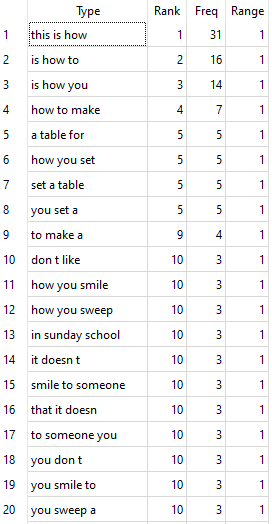 Type Rank Freq Range
1 this is how 1 31 1
2 is how to 2 16 1
3 is how you 3 14 1
4 how to make 4 7 1
5 a table for 5 5 1
6 how you set 5 5 1
7 set a table 5 5 1
8 you set a 5 5 1
9 to make a 9 4 1
10 don t like 10 3 1
11 how you smile 10 3 1
12 how you sweep 10 3 1
13 in sunday school 10 3 1
14 it doesn t 10 3 1
15 smile to someone 10 3 1
16 that it doesn 10 3 1
17 to someone you 10 3 1
18 you don t 10 3 1
19 you smile to 10 3 1
20 you sweep a 10 3 1